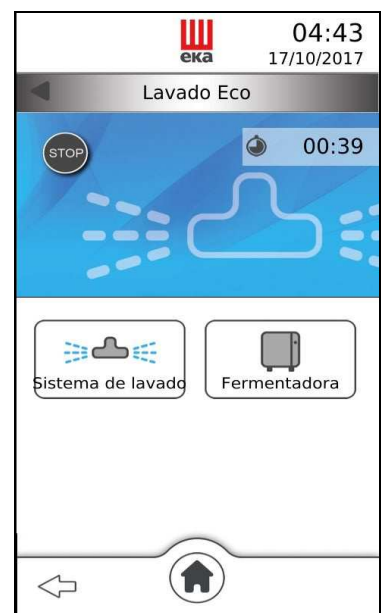 eka
04:43
17/10/2017
Lavado Eco
STOP
00:39
Sistema de lavado
Fermentadora